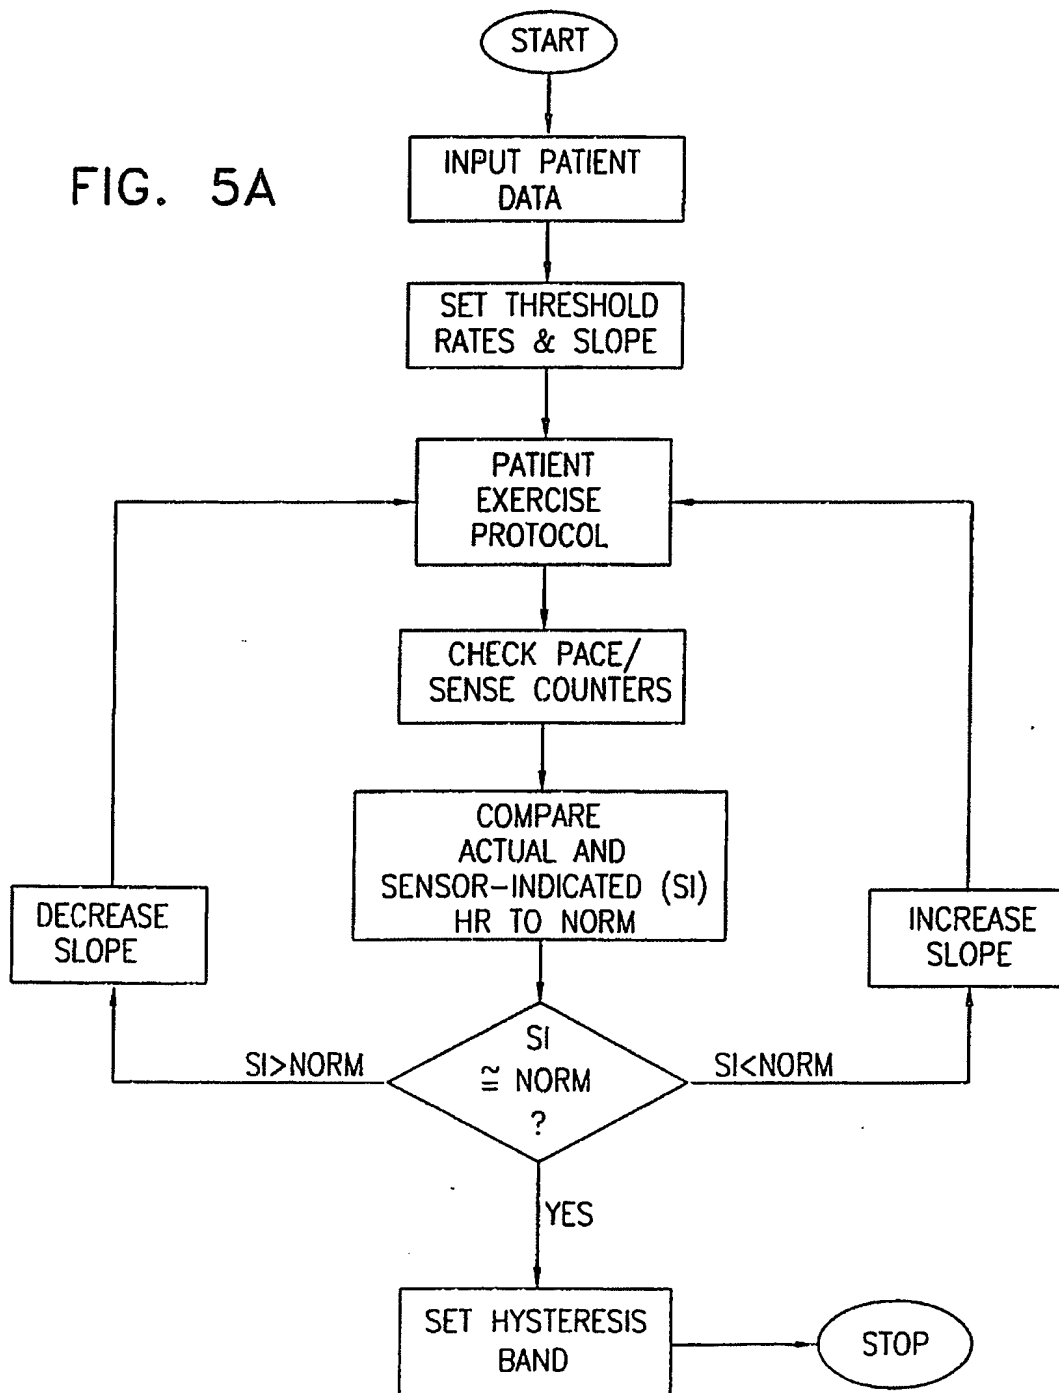 START
FIG. 5A
INPUT PATIENT
DATA
SET THRESHOLD
RATES & SLOPE
PATIENT
EXERCISE
PROTOCOL
CHECK PACE/
SENSE COUNTERS
COMPARE
ACTUAL AND
SENSOR-INDICATED (SI)
HR TO NORM
DECREASE
SLOPE
INCREASE
SLOPE
SI>NORM
SI
≅ NORM
?
SI<NORM
YES
SET HYSTERESIS
BAND
STOP